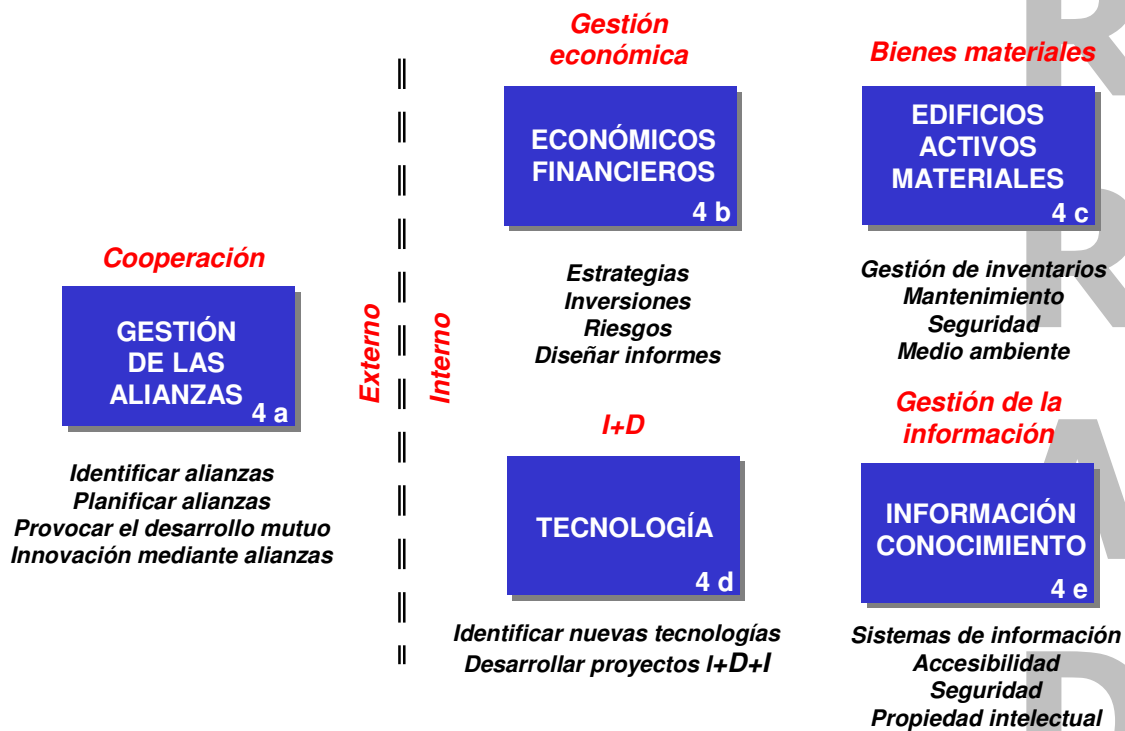 Cooperación
GESTIÓN
DE LAS
ALIANZAS
4 a
Identificar alianzas
Planificar alianzas
Provocar el desarrollo mutuo
Innovación mediante alianzas
Externo
Interno
Gestión
económica
ECONÓMICOS
FINANCIEROS
4 b
Estrategias
Inversiones
Riesgos
Diseñar informes
Bienes materiales
EDIFICIOS
ACTIVOS
MATERIALES
4 c
Gestión de inventarios
Mantenimiento
Seguridad
Medio ambiente
I+D
TECNOLOGÍA
4 d
Identificar nuevas tecnologías
Desarrollar proyectos I+D+I
Gestión de la
información
INFORMACIÓN
CONOCIMIENTO
4 e
Sistemas de información
Accesibilidad
Seguridad
Propiedad intelectual
R
R
A
D